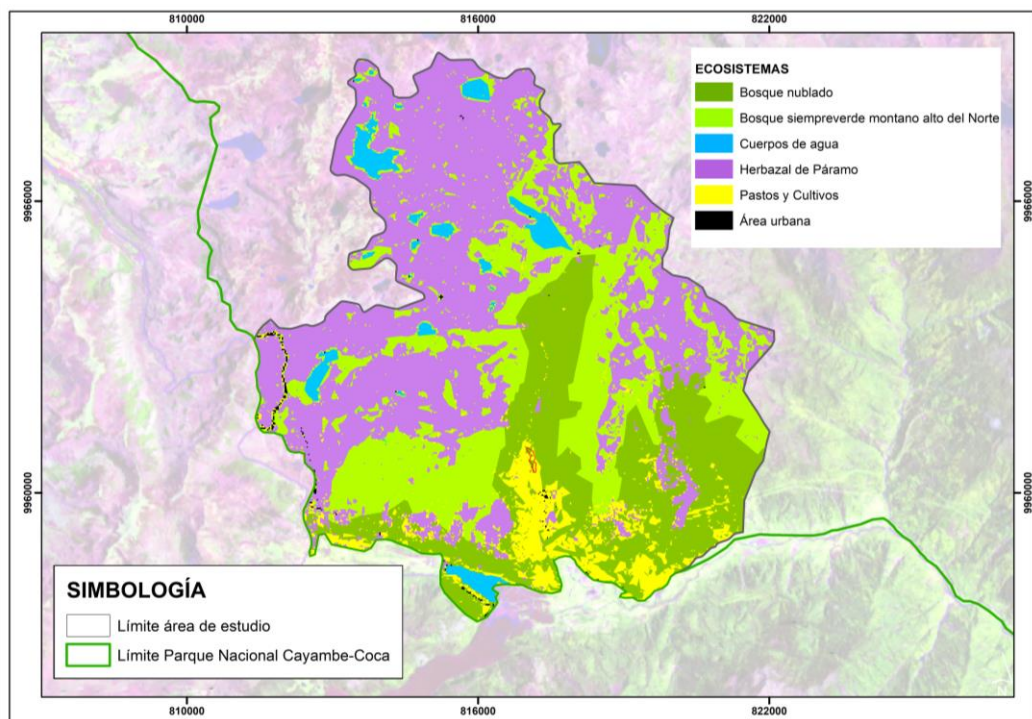 810000
816000
822000
ECOSISTEMAS
Bosque nublado
Bosque siempreverde montano alto del Norte
Cuerpos de agua
Herbazal de Páramo
Pastos y Cultivos
Área urbana
9966000
9966000
9960000
9960000
SIMBOLOGÍA
Límite área de estudio
Límite Parque Nacional Cayambe-Coca
810000
816000
822000